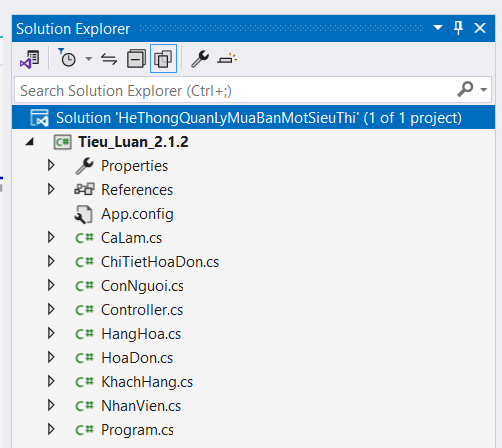 Solution Explorer
Search Solution Explorer (Ctrl+;)
Solution 'HeThongQuanLyMuaBanMotSieuThi' (1 of 1 project)
C# Tieu_Luan_2.1.2
Properties
References
App.config
C# CaLam.cs
C# ChiTietHoaDon.cs
C# ConNguoi.cs
C# Controller.cs
C# HangHoa.cs
C# HoaDon.cs
C# KhachHang.cs
C# NhanVien.cs
C# Program.cs